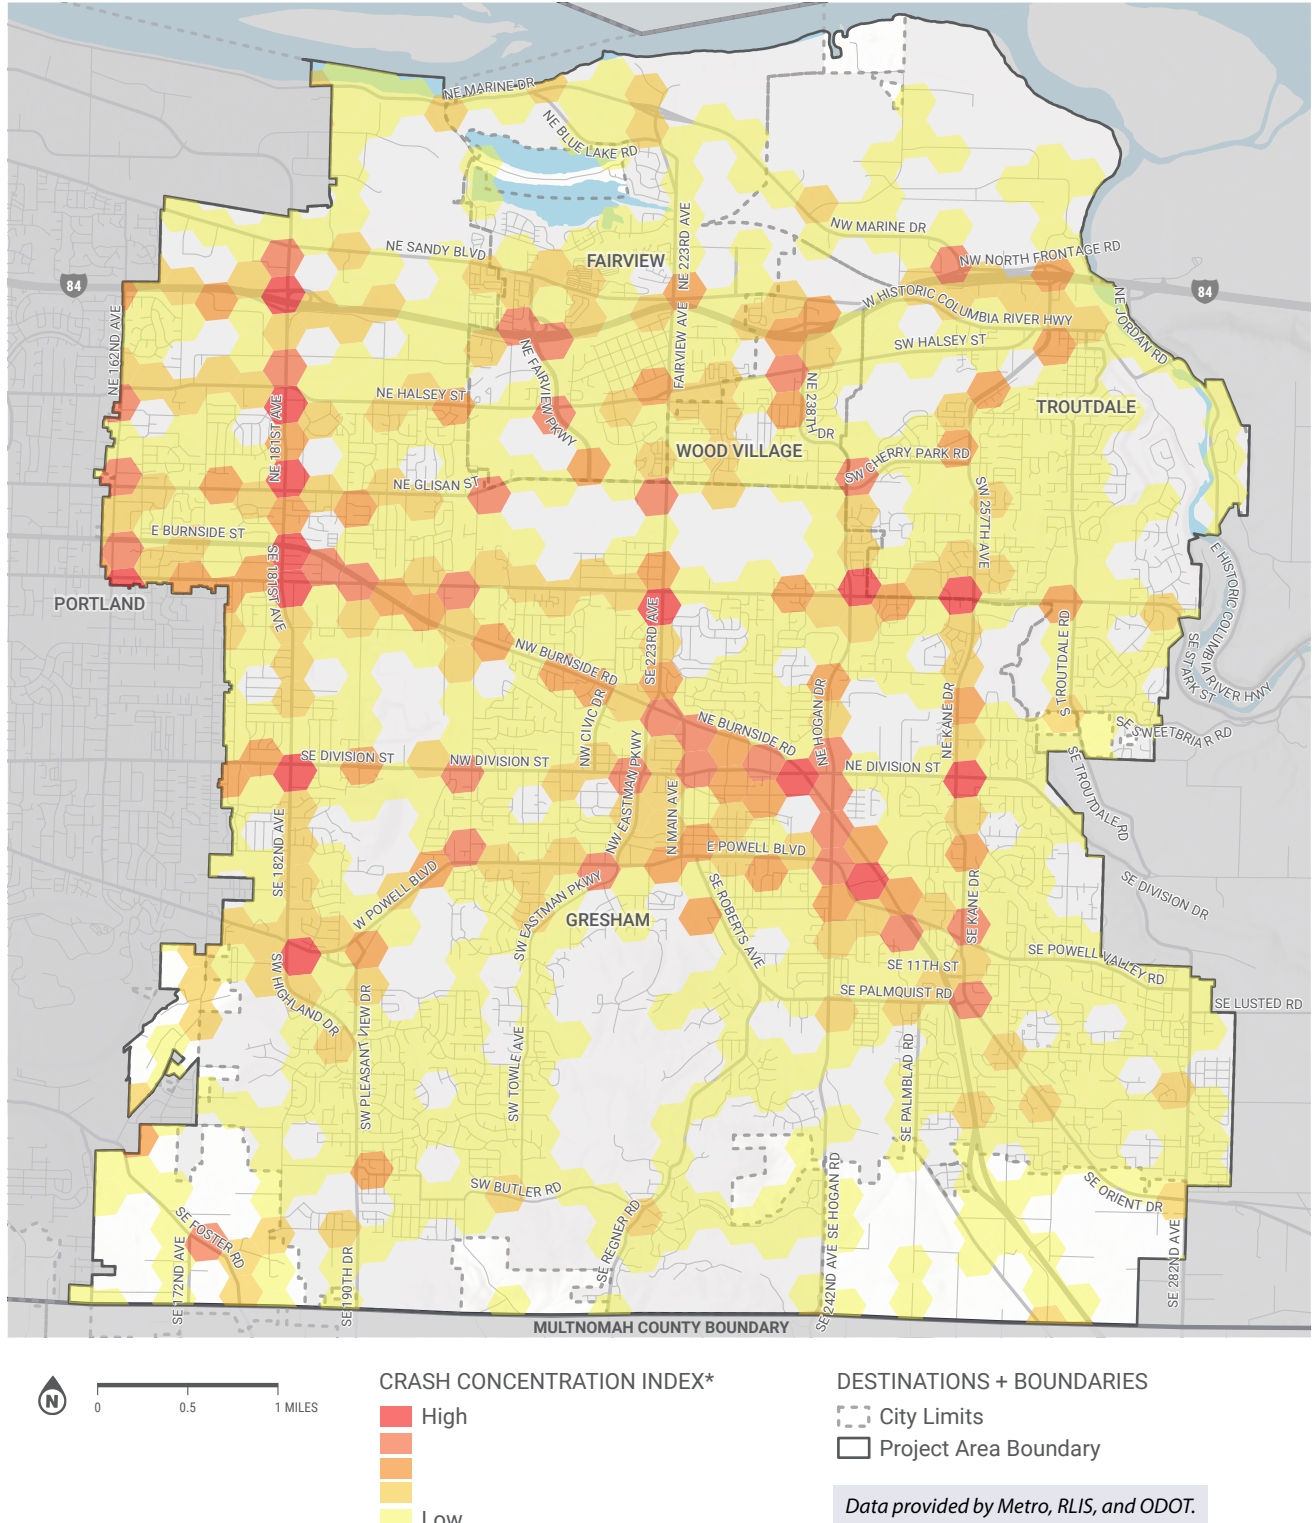 NE MARINE DR
NE BLUE LAKE RD
NW MARINE DR
NE 223RD AVE
NE SANDY BLVD
FAIRVIEW
NW NORTH FRONTAGE RD
84
84
W HISTORIC COLUMBIA RIVER HWY
NE JORDAN RD
NE 162ND AVE
FAIRVIEW AVE
SW HALSEY ST
NE FAIRVIEW PKWY
NE HALSEY ST
NE 238TH DR
TROUTDALE
NE 181ST AVE
WOOD VILLAGE
SW CHERRY PARK RD
NE GLISAN ST
SW 257TH AVE
E BURNSIDE ST
SE 181ST AVE
E HISTORIC COLUMBIA RIVER HWY
PORTLAND
SE 223RD AVE
S TROUTDALE RD
SE STARK ST
NW BURNSIDE RD
NW CIVIC DR
NE HOGAN DR
NE KANE DR
NE BURNSIDE RD
SE SWEETBRIAR RD
SE DIVISION ST
NW DIVISION ST
NW EASTMAN PKWY
NE DIVISION ST
SE TROUTDALE RD
SE 182ND AVE
N MAIN AVE
E POWELL BLVD
W POWELL BLVD
SW EASTMAN PKWY
SE ROBERTS AVE
SE KANE DR
SE DIVISION DR
GRESHAM
SW HIGHLAND DR
SE 11TH ST
SE POWELL VALLEY RD
SE PALMQUIST RD
SE LUSTED RD
SW PLEASANT VIEW DR
SW TOWLE AVE
SE PALMBLAD RD
SW BUTLER RD
SE ORIENT DR
SE FOSTER RD
SE REGNER RD
SE HOGAN RD
SE 172ND AVE
SE 190TH DR
SE 242ND AVE
SE 282ND AVE
MULTNOMAH COUNTY BOUNDARY
N
0 0.5 1 MILES
CRASH CONCENTRATION INDEX*
High
Low
DESTINATIONS + BOUNDARIES
City Limits
Project Area Boundary
Data provided by Metro, RLIS, and ODOT.